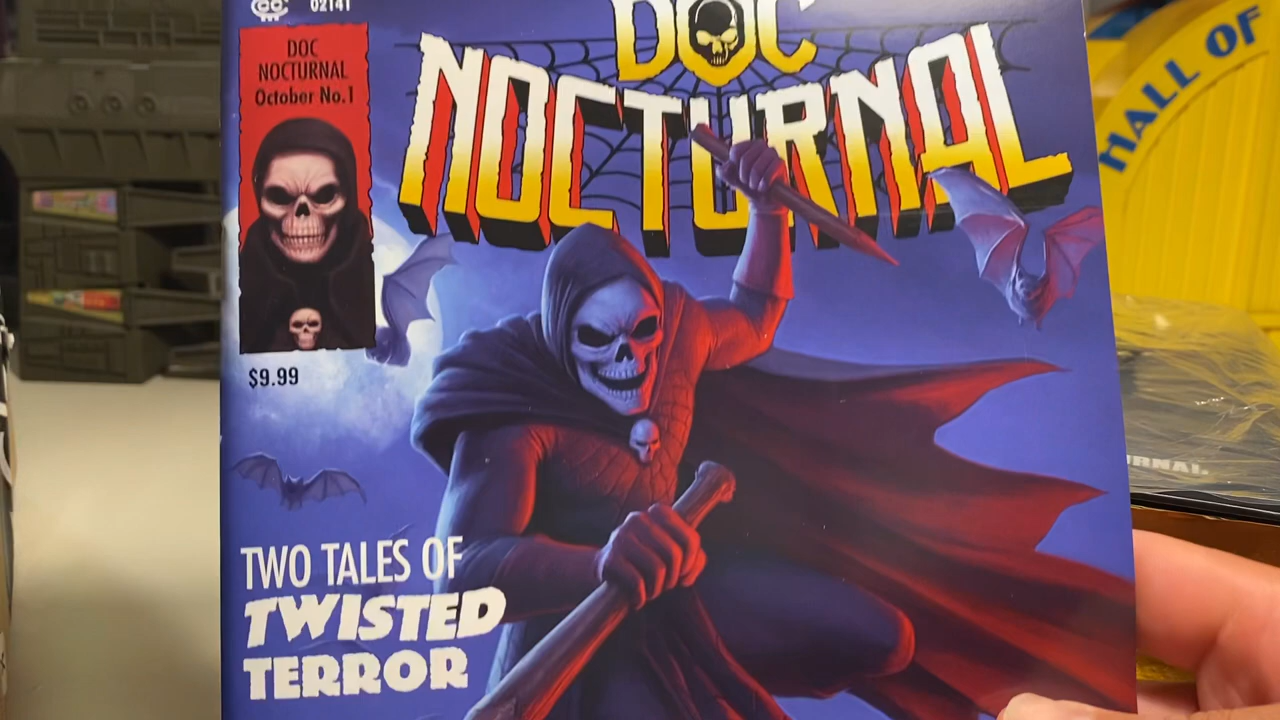 02141
DOC
NOCTURNAL
October No.1
$9.99
DOC
NOCTURNAL
TWO TALES OF
TWISTED
TERROR
HALL OF